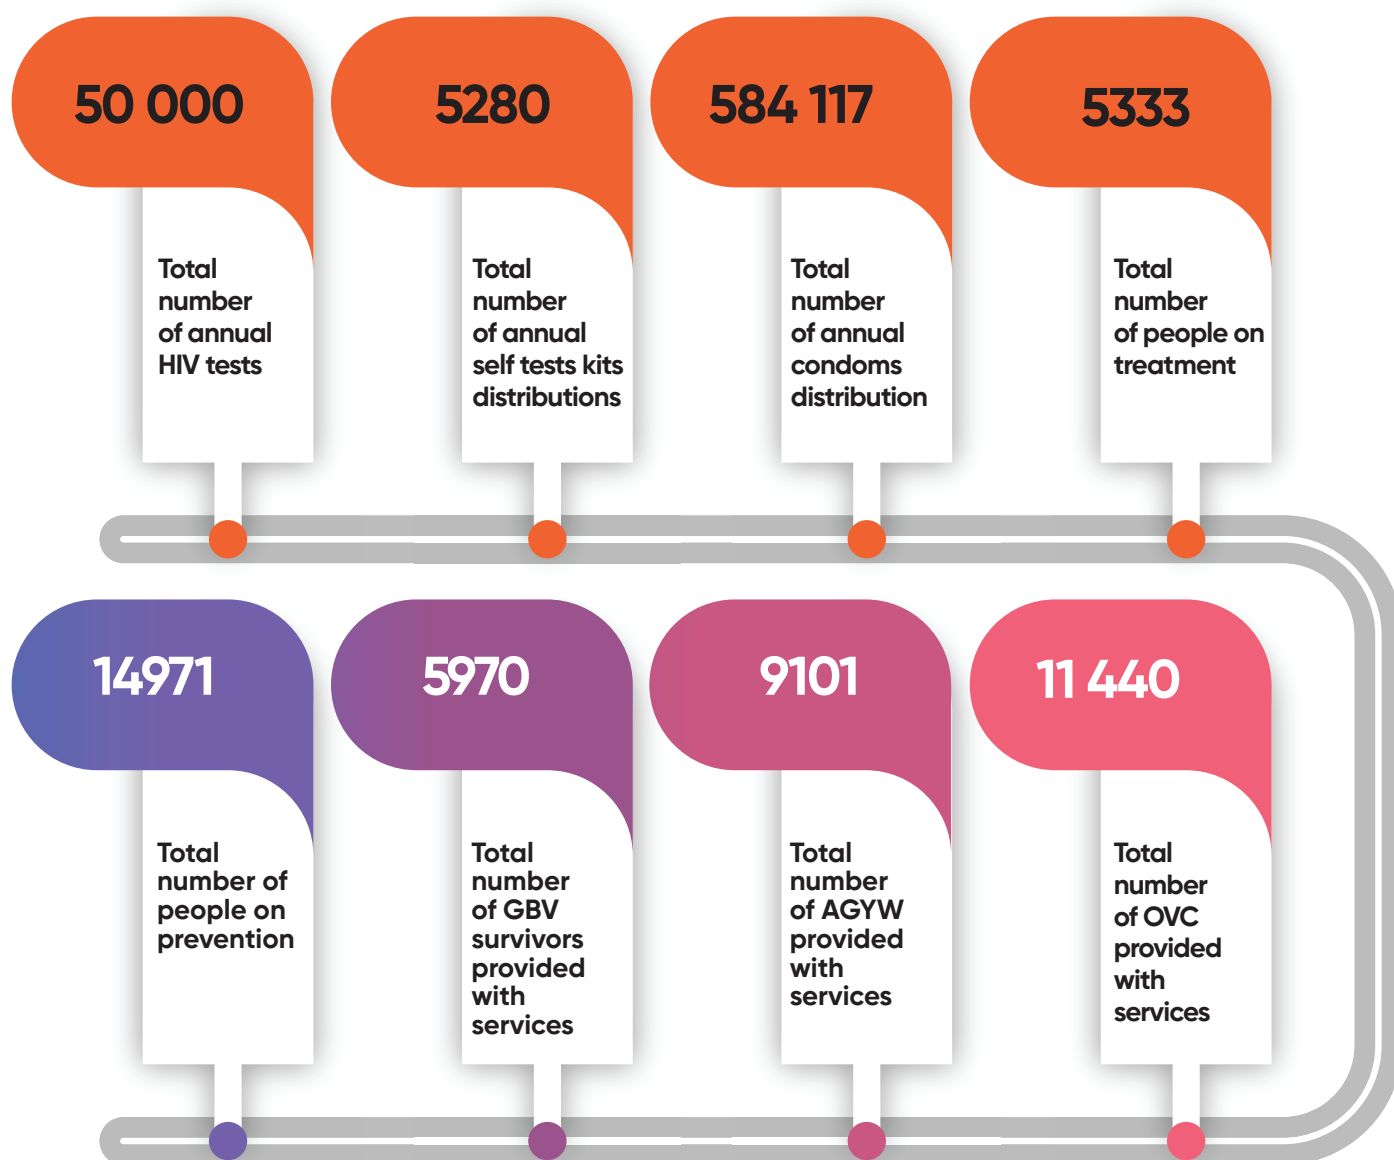 50 000
Total
number
of annual
HIV tests
5280
Total
number
of annual
self tests kits
distributions
584 117
Total
number
of annual
condoms
distribution
5333
Total
number
of people on
treatment
14971
Total
number of
people on
prevention
5970
Total
number
of GBV
survivors
provided
with
services
9101
Total
number
of AGYW
provided
with
services
11 440
Total
number
of OVC
provided
with
services